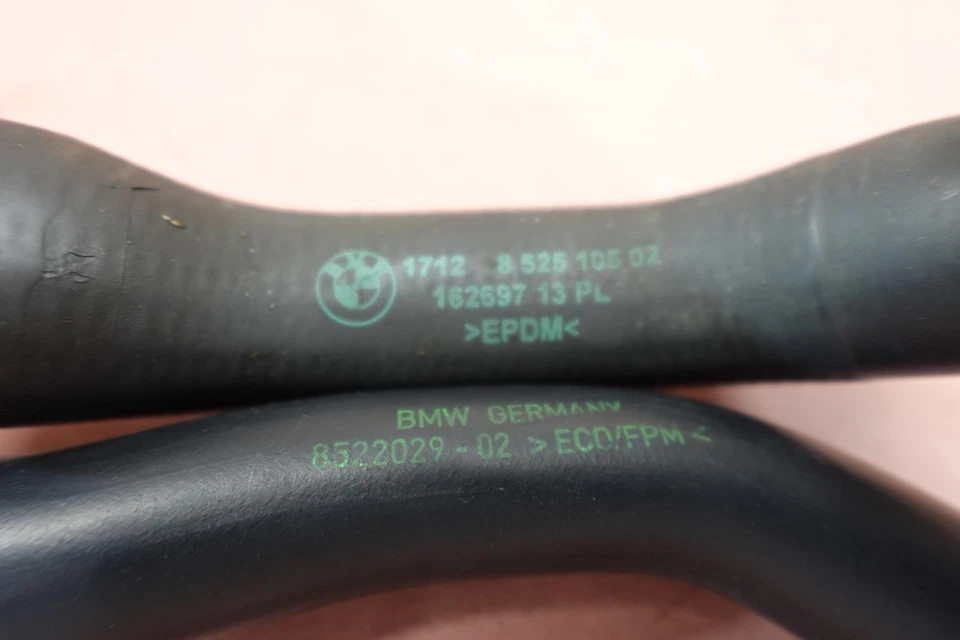 1712 8 525 105 02
162697 13 PL
>EPDM<
BMW GERMANY
8522029-02 >ECO/FPM<